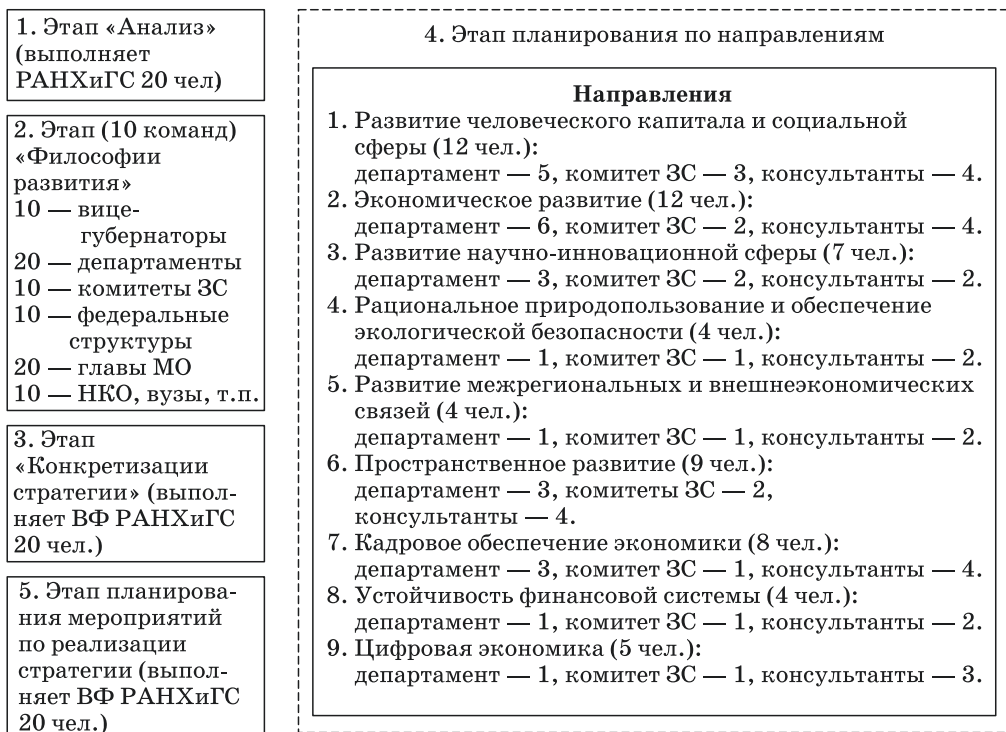 1. Этап «Анализ»
(выполняет
РАНХиГС 20 чел)
2. Этап (10 команд)
«Философии
развития»
10 — вице-
губернаторы
20 — департаменты
10 — комитеты ЗС
10 — федеральные
структуры
20 — главы МО
10 — НКО, вузы, т.п.
3. Этап
«Конкретизации
стратегии» (выпол-
няет ВФ РАНХиГС
20 чел.)
5. Этап планирова-
ния мероприятий
по реализации
стратегии (выпол-
няет ВФ РАНХиГС
20 чел.)
4. Этап планирования по направлениям
Направления
1. Развитие человеческого капитала и социальной
сферы (12 чел.):
департамент — 5, комитет ЗС — 3, консультанты — 4.
2. Экономическое развитие (12 чел.):
департамент — 6, комитет ЗС — 2, консультанты — 4.
3. Развитие научно-инновационной сферы (7 чел.):
департамент — 3, комитет ЗС — 2, консультанты — 2.
4. Рациональное природопользование и обеспечение
экологической безопасности (4 чел.):
департамент — 1, комитет ЗС — 1, консультанты — 2.
5. Развитие межрегиональных и внешнеэкономических
связей (4 чел.):
департамент — 1, комитет ЗС — 1, консультанты — 2.
6. Пространственное развитие (9 чел.):
департамент — 3, комитеты ЗС — 2,
консультанты — 4.
7. Кадровое обеспечение экономики (8 чел.):
департамент — 3, комитет ЗС — 1, консультанты — 4.
8. Устойчивость финансовой системы (4 чел.):
департамент — 1, комитет ЗС — 1, консультанты — 2.
9. Цифровая экономика (5 чел.):
департамент — 1, комитет ЗС — 1, консультанты — 3.